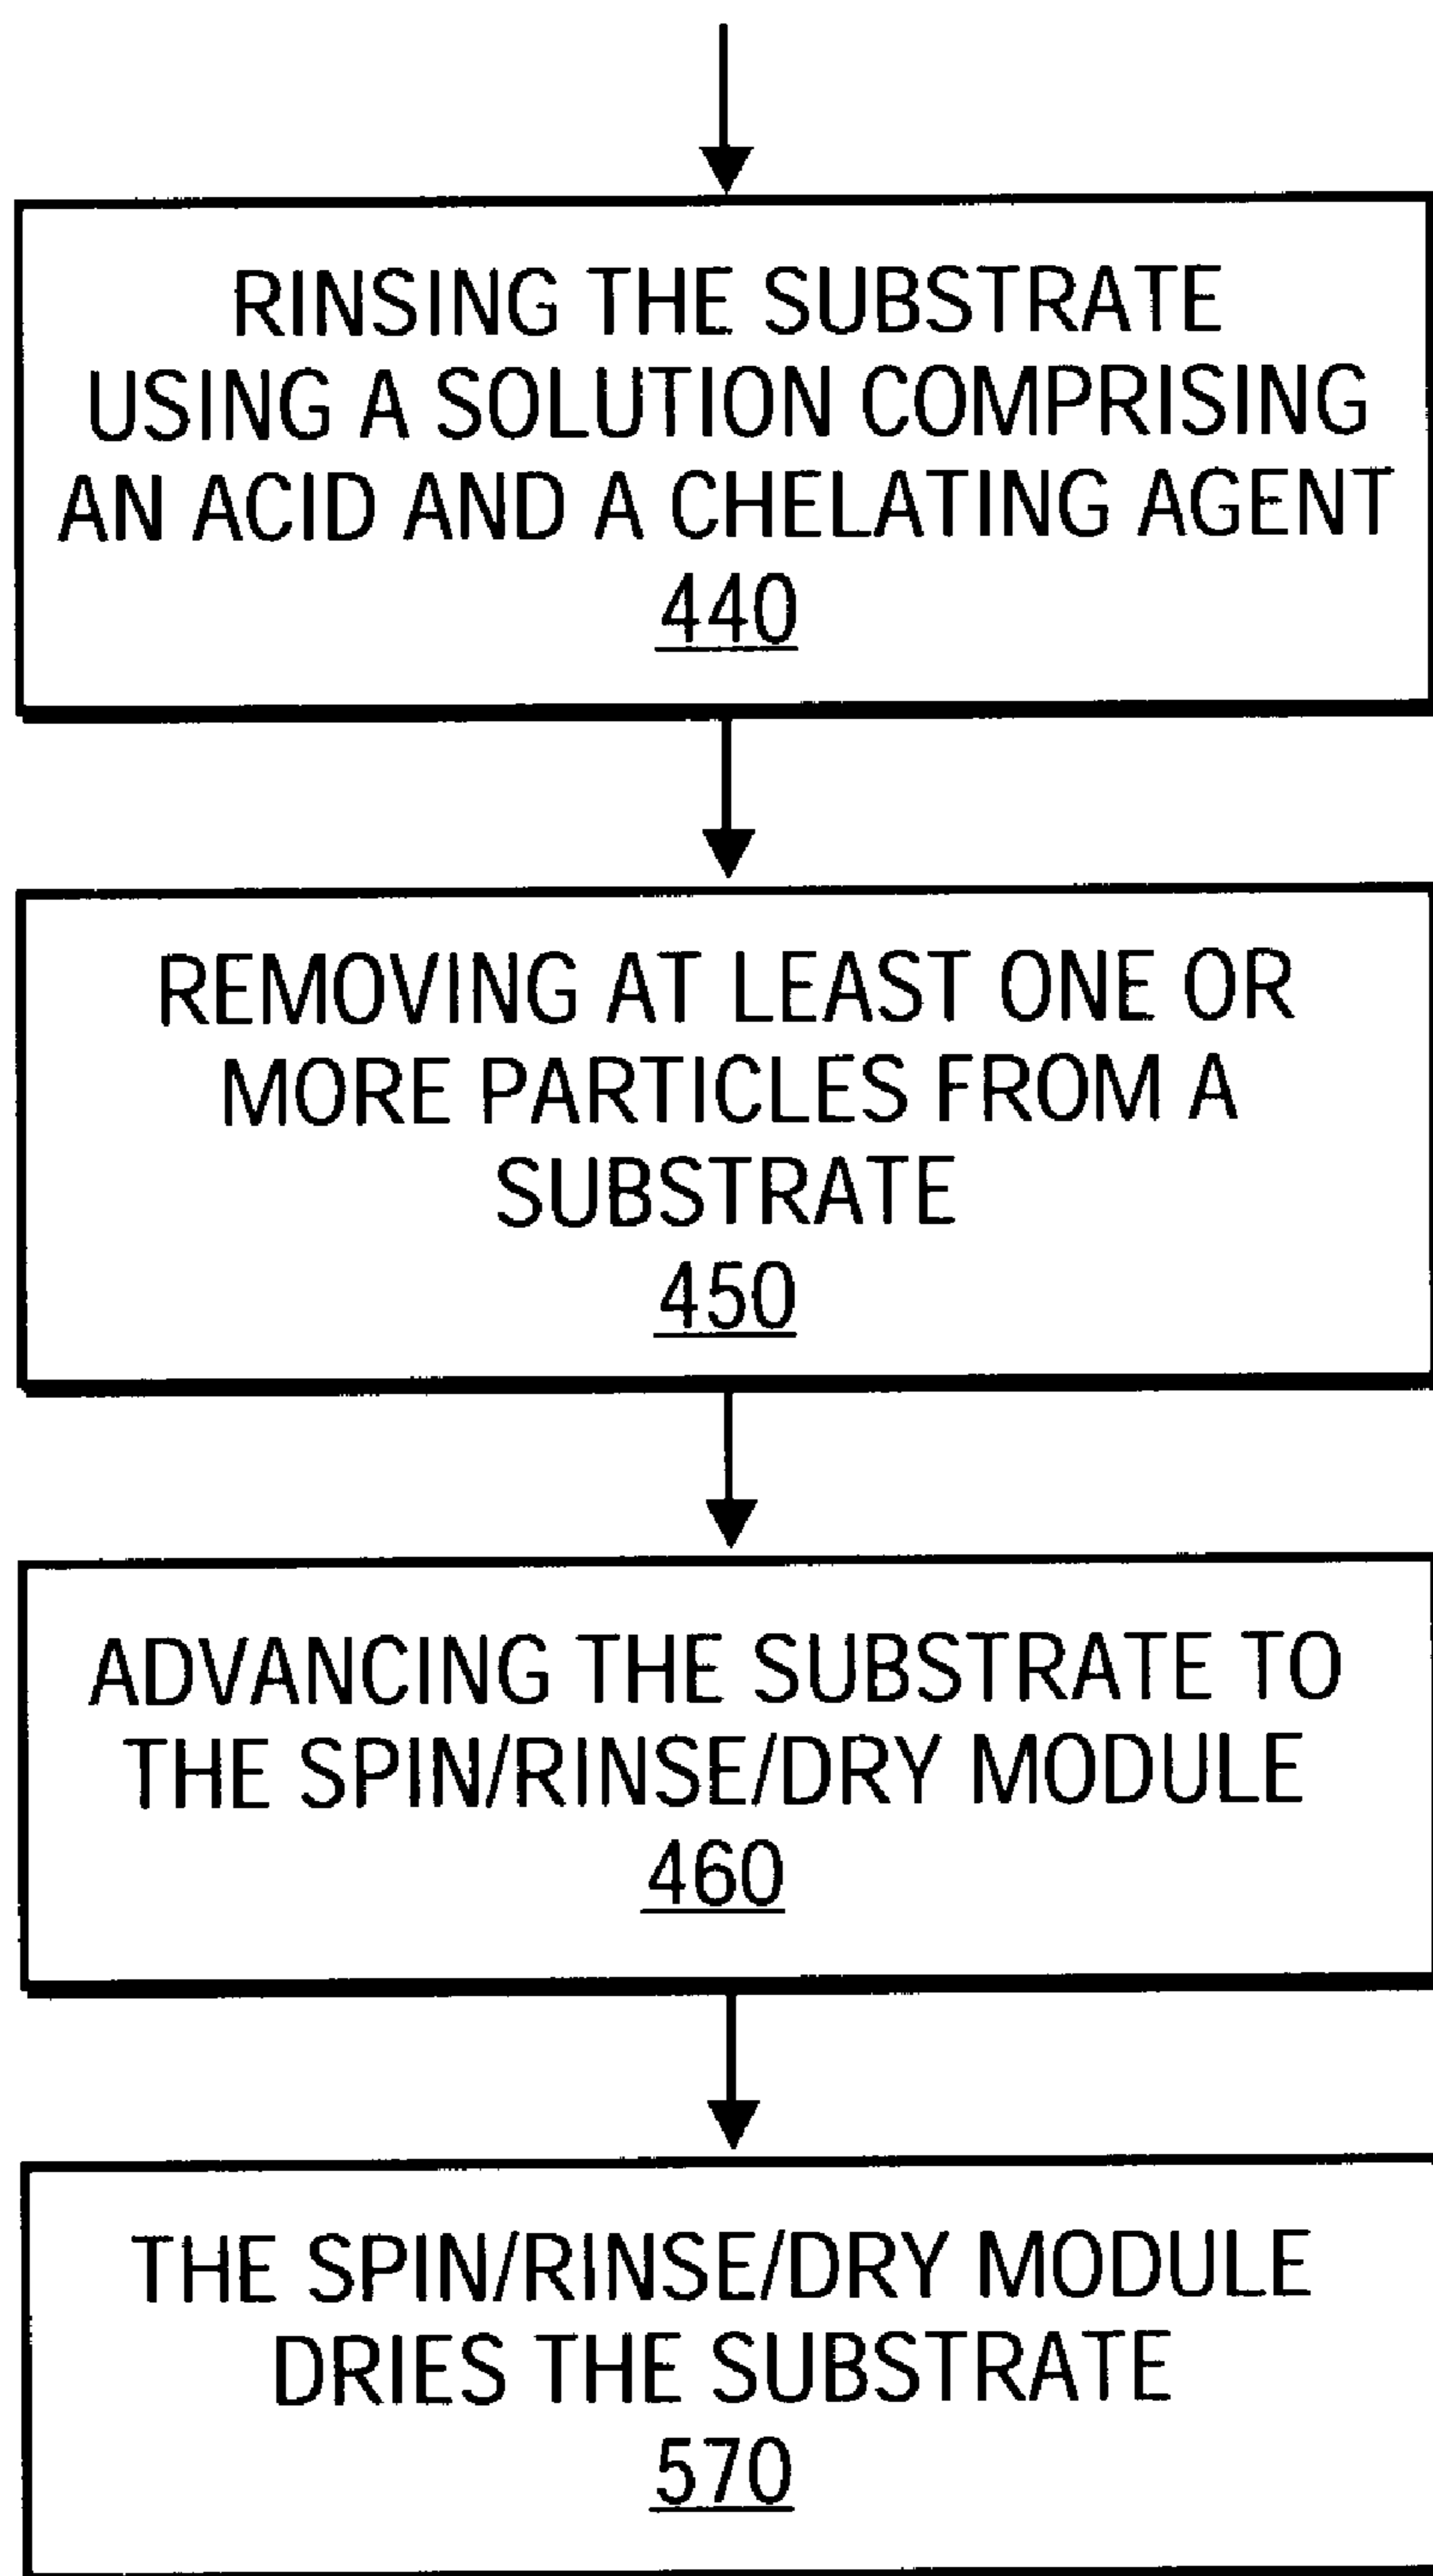 RINSING THE SUBSTRATE
USING A SOLUTION COMPRISING
AN ACID AND A CHELATING AGENT
440
REMOVING AT LEAST ONE OR
MORE PARTICLES FROM A
SUBSTRATE
450
ADVANCING THE SUBSTRATE TO
THE SPIN/RINSE/DRY MODULE
460
THE SPIN/RINSE/DRY MODULE
DRIES THE SUBSTRATE
570